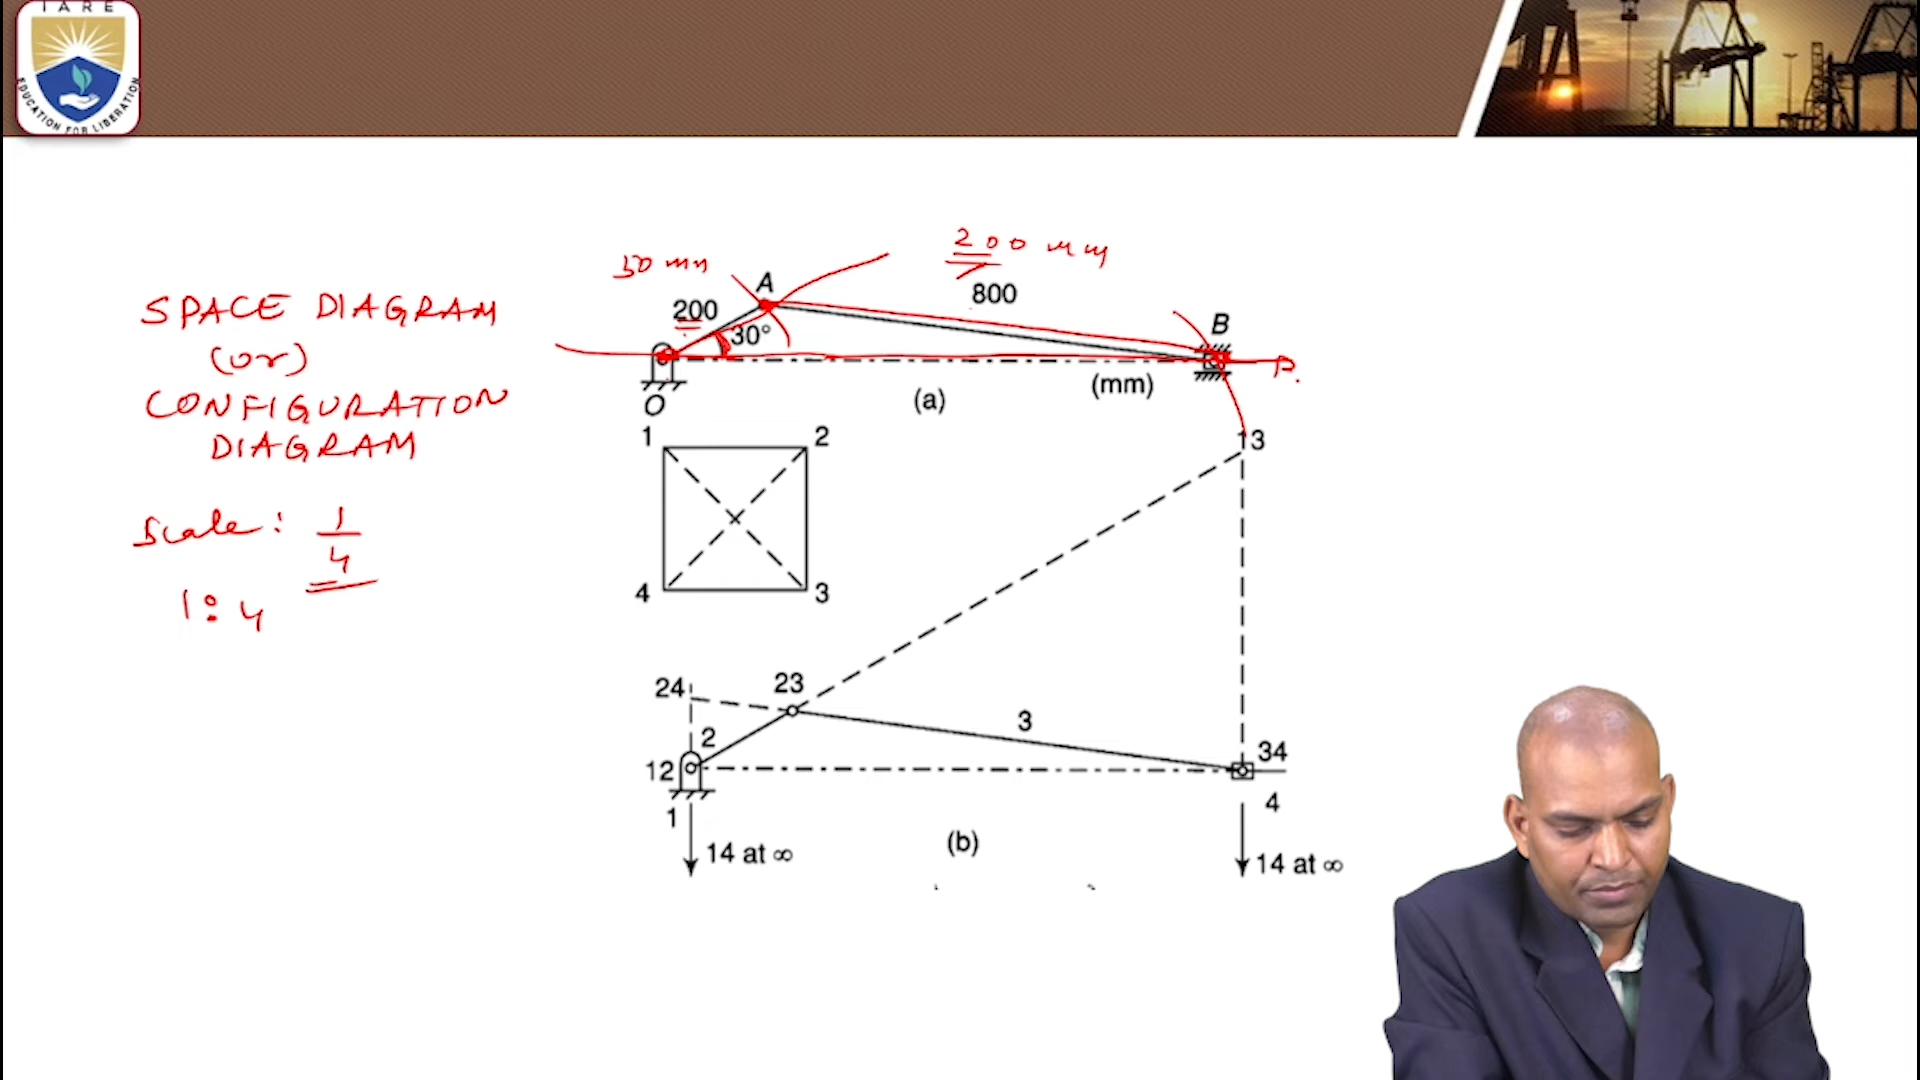 IARE
EDUCATION FOR LIBERATION
SPACE DIAGRAM
(or)
CONFIGURATION
DIAGRAM
Scale: 1/4
1:4
50 mm
200 mm
A
200
800
30°
B
O
(a)
(mm)
1
2
4
3
13
24
23
2
3
12
34
1
4
14 at ∞
(b)
14 at ∞